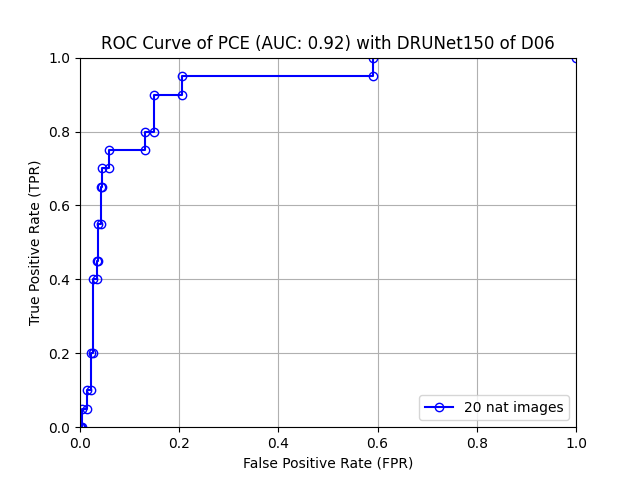 ROC Curve of PCE (AUC: 0.92) with DRUNet150 of D06
True Positive Rate (TPR)
1.0
0.8
0.6
0.4
0.2
0.0
20 nat images
0.0 0.2 0.4 0.6 0.8 1.0
False Positive Rate (FPR)